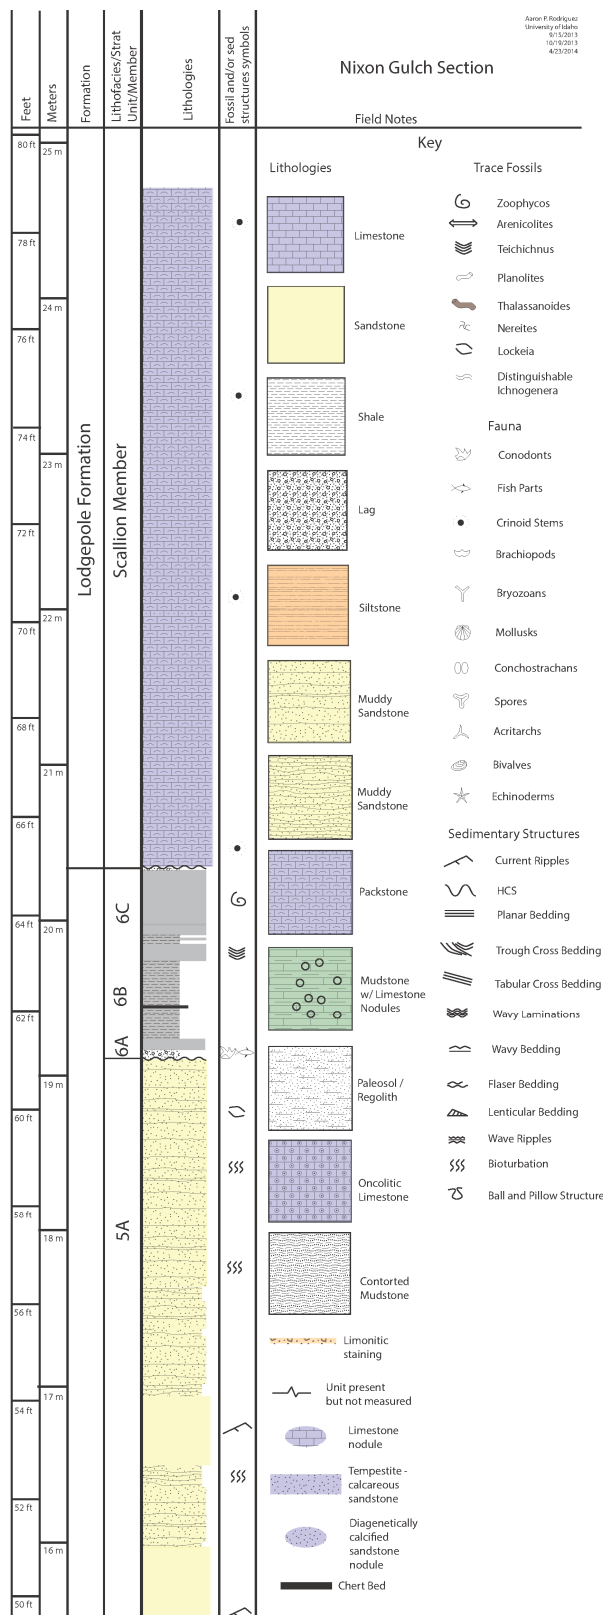 Aaron P. Rodriguez
University of Idaho
9/15/2013
10/19/2013
4/23/2014
Nixon Gulch Section
Feet
Meters
Formation
Lithofacies/Strat
Unit/Member
Lithologies
Fossil and/or sed
structures symbols
Field Notes
80 ft
25 m
78 ft
24 m
76 ft
74 ft
23 m
72 ft
22 m
70 ft
68 ft
21 m
66 ft
64 ft
20 m
62 ft
19 m
60 ft
58 ft
18 m
56 ft
17 m
54 ft
52 ft
16 m
50 ft
Lodgepole Formation
Scallion Member
6C
6B
6A
5A
Key
Lithologies
Limestone
Sandstone
Shale
Lag
Siltstone
Muddy
Sandstone
Muddy
Sandstone
Packstone
Mudstone
w/ Limestone
Nodules
Paleosol /
Regolith
Oncolitic
Limestone
Contorted
Mudstone
Limonitic
staining
Unit present
but not measured
Limestone
nodule
Tempestite -
calcareous
sandstone
Diagenetically
calcified
sandstone
nodule
Chert Bed
Trace Fossils
Zoophycos
Arenicolites
Teichichnus
Planolites
Thalassanoides
Nereites
Lockeia
Distinguishable
Ichnogenera
Fauna
Conodonts
Fish Parts
Crinoid Stems
Brachiopods
Bryozoans
Mollusks
Conchostrachans
Spores
Acritarchs
Bivalves
Echinoderms
Sedimentary Structures
Current Ripples
HCS
Planar Bedding
Trough Cross Bedding
Tabular Cross Bedding
Wavy Laminations
Wavy Bedding
Flaser Bedding
Lenticular Bedding
Wave Ripples
Bioturbation
Ball and Pillow Structure